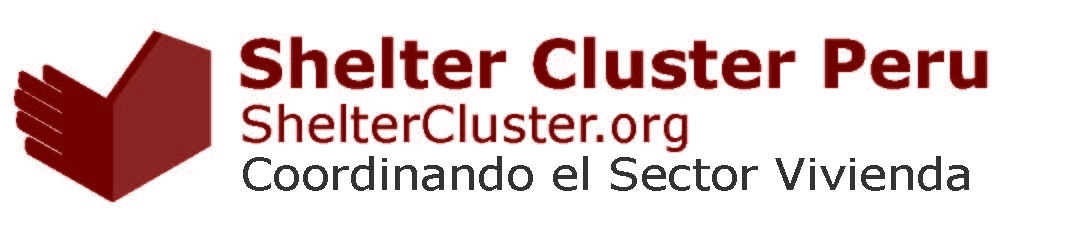 Shelter Cluster Peru
ShelterCluster.org
Coordinando el Sector Vivienda